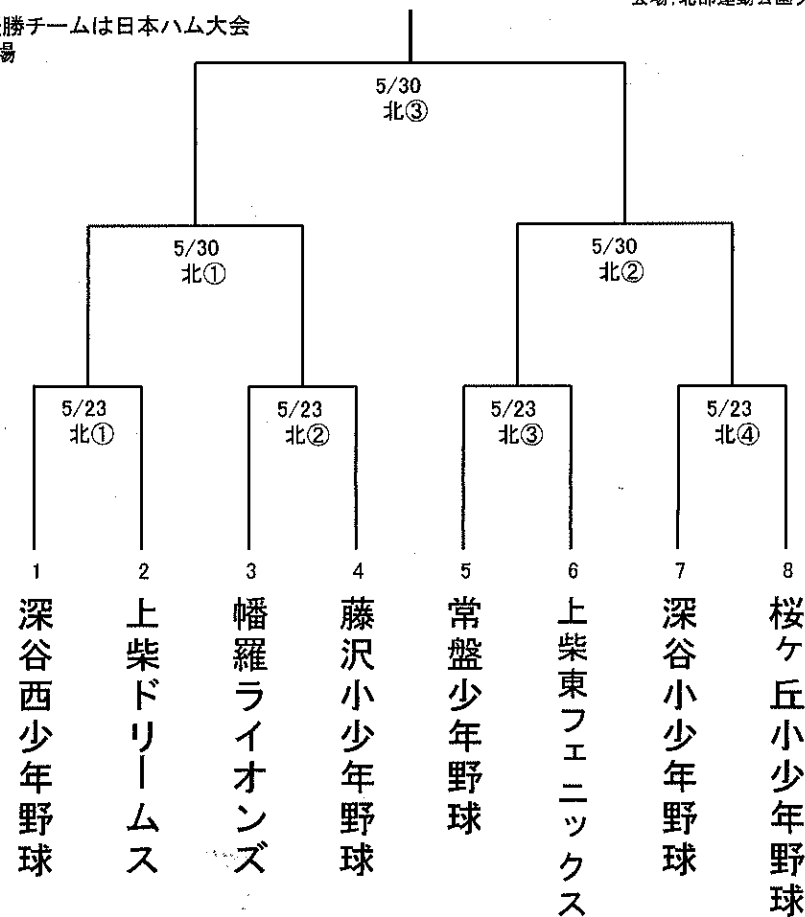 勝チームは日本ハム大会
場
5/30
北③
5/30
北①
5/30
北②
5/23
北①
5/23
北②
5/23
北③
5/23
北④
1
2
3
4
5
6
7
8
深谷西少年野球
上柴ドリームス
幡羅ライオンズ
藤沢小少年野球
常盤少年野球
上柴東フェニックス
深谷小少年野球
桜ケ丘小少年野球